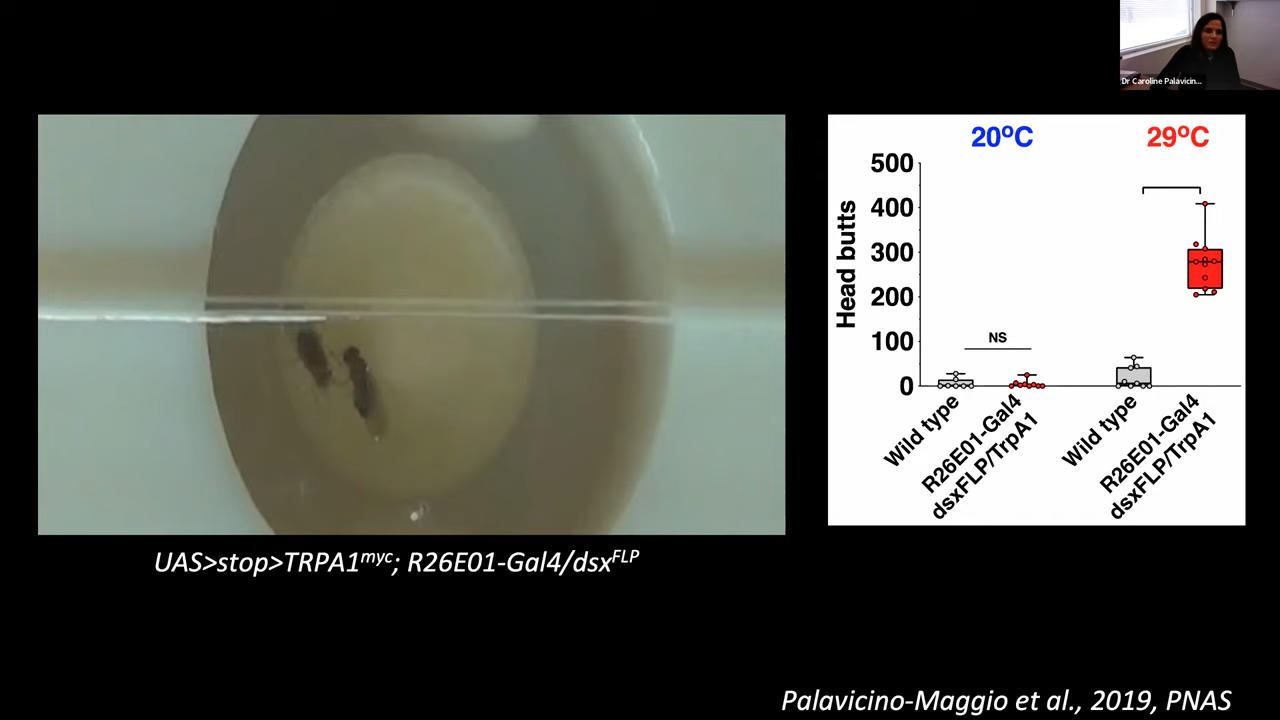 Dr Caroline Palavicin...
20ºC
29ºC
500
400
300
200
100
0
Head butts
NS
Wild type
R26E01-Gal4
dsxFLP/TrpA1
Wild type
R26E01-Gal4
dsxFLP/TrpA1
UAS>stop>TRPA1myc; R26E01-Gal4/dsxFLP
Palavicino-Maggio et al., 2019, PNAS